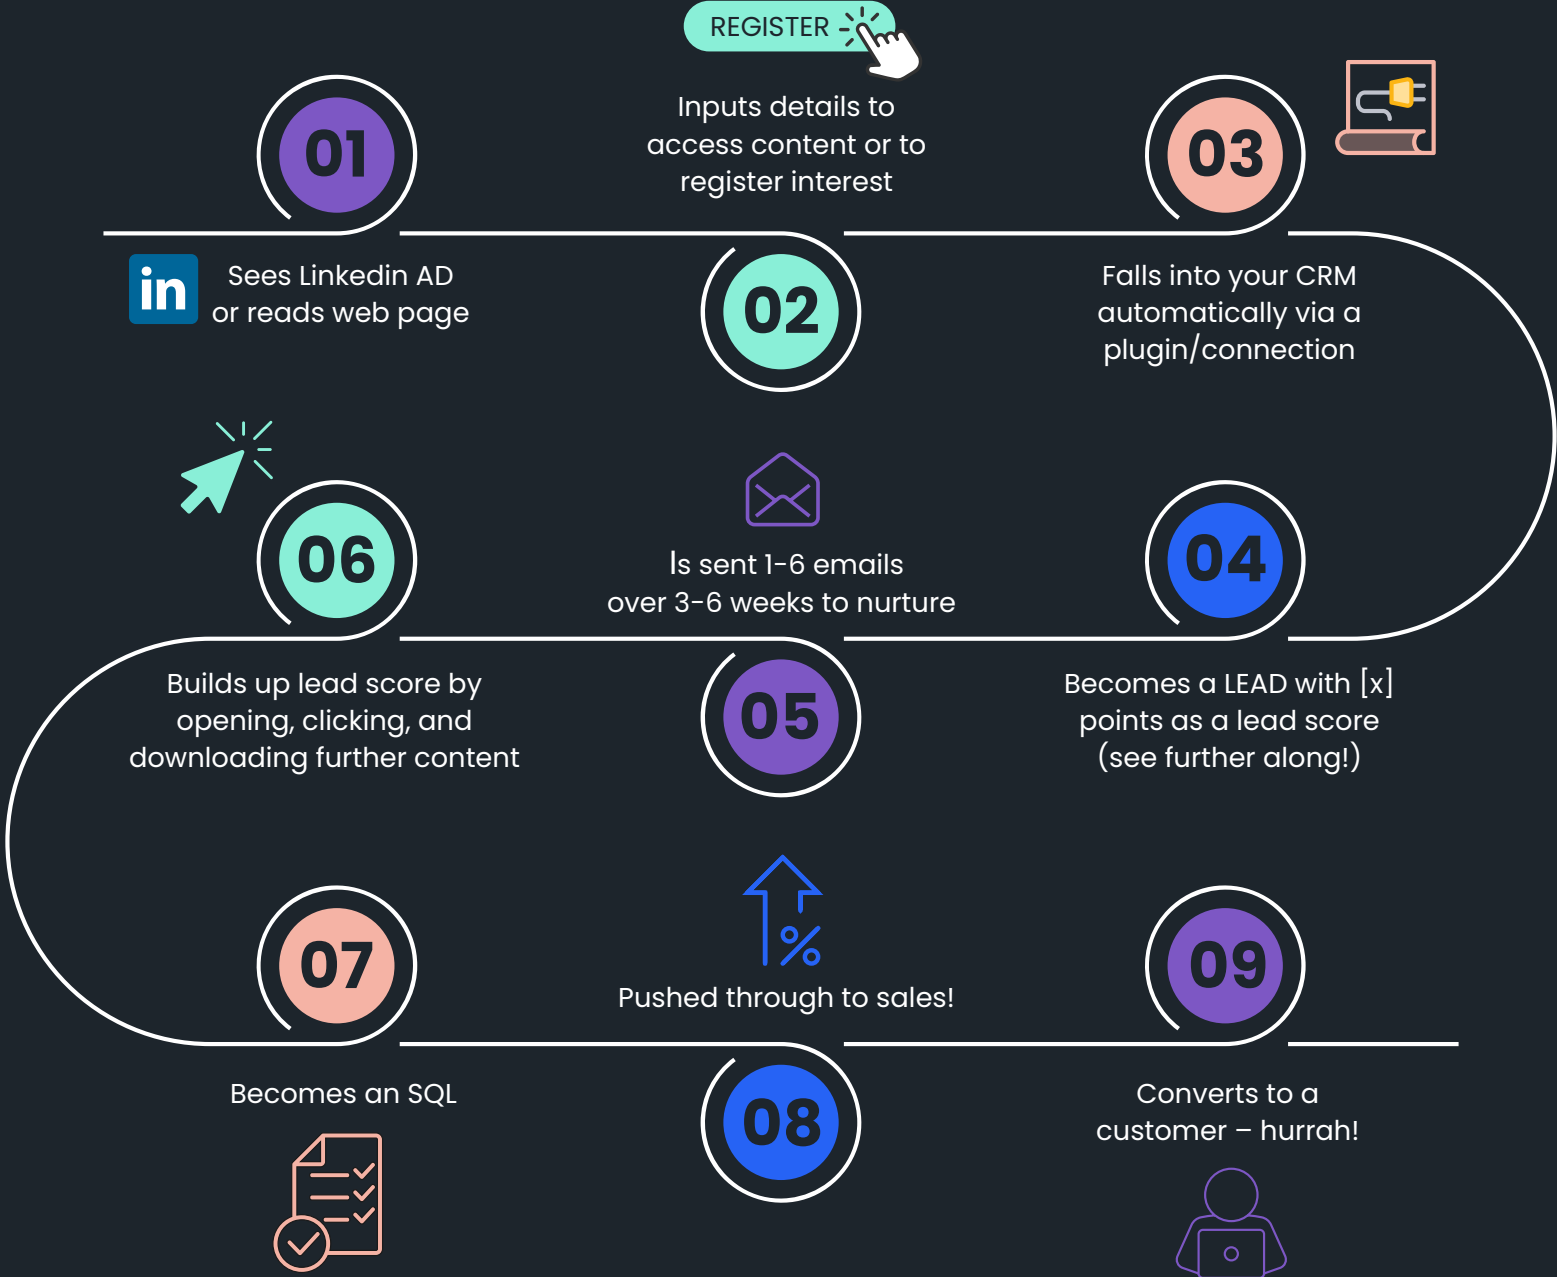 REGISTER
01
Sees Linkedin AD
or reads web page
in
Inputs details to
access content or to
register interest
02
03
Falls into your CRM
automatically via a
plugin/connection
04
Becomes a LEAD with [x]
points as a lead score
(see further along!)
Is sent 1-6 emails
over 3-6 weeks to nurture
05
06
Builds up lead score by
opening, clicking, and
downloading further content
07
Becomes an SQL
%
Pushed through to sales!
08
09
Converts to a
customer – hurrah!